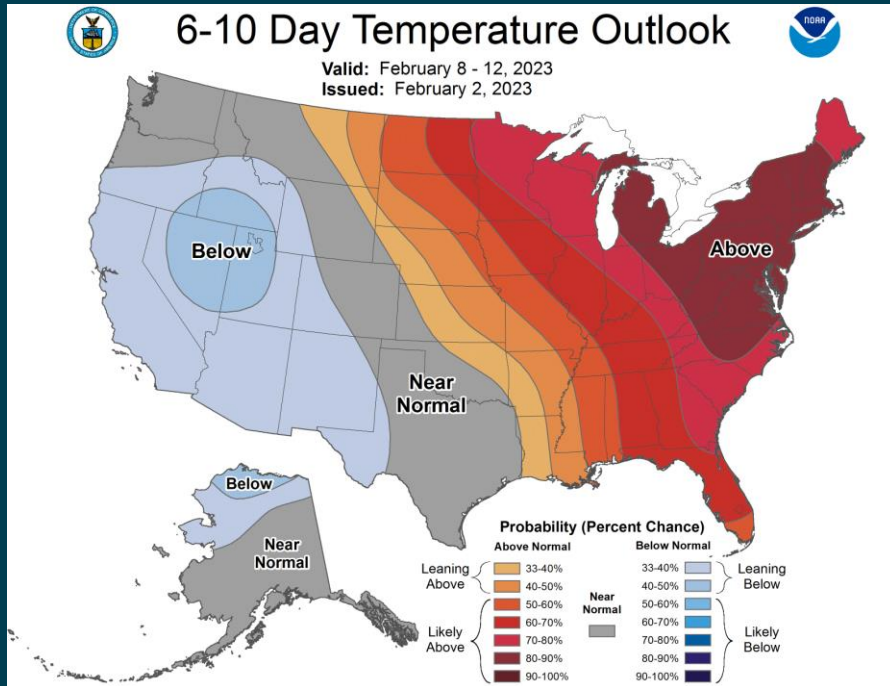 6-10 Day Temperature Outlook
NOAA
Valid: February 8 - 12, 2023
Issued: February 2, 2023
Below
Above
Near
Normal
Below
Near
Normal
Probability (Percent Chance)
Above Normal
Below Normal
Leaning
Above
33-40%
40-50%
Likely
Above
50-60%
60-70%
70-80%
80-90%
90-100%
Near
Normal
33-40%
40-50%
Leaning
Below
50-60%
60-70%
70-80%
80-90%
90-100%
Likely
Below